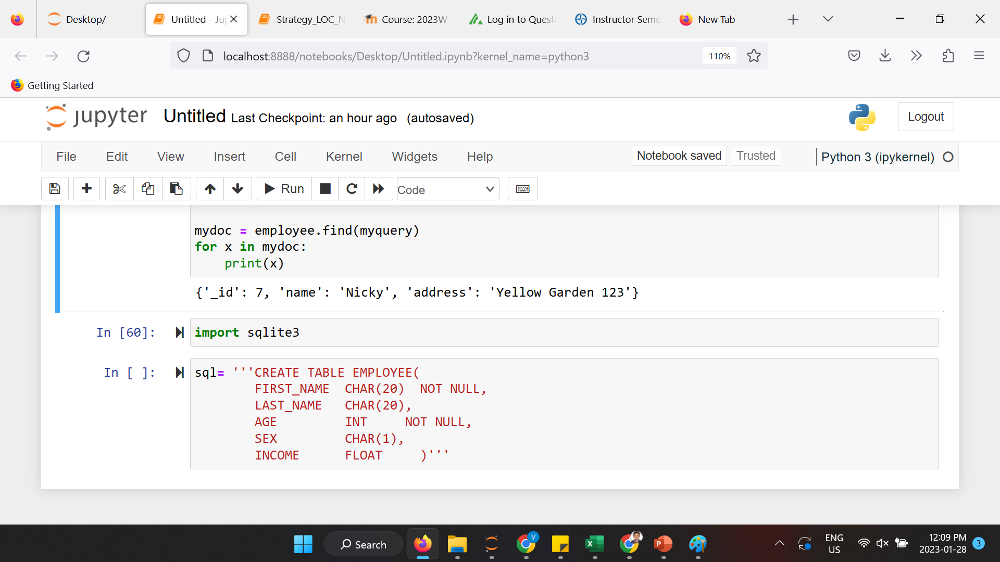 Desktop/
Untitled - Jup
Strategy_LOC_N
Course: 2023W
Log in to Quest
Instructor Seme
New Tab
localhost:8888/notebooks/Desktop/Untitled.ipynb?kernel_name=python3
110%
Getting Started
jupyter
Untitled Last Checkpoint: an hour ago (autosaved)
Logout
File
Edit
View
Insert
Cell
Kernel
Widgets
Help
Notebook saved
Trusted
Python 3 (ipykernel)
Run
Code
mydoc = employee.find(myquery)
for x in mydoc:
    print(x)
{'_id': 7, 'name': 'Nicky', 'address': 'Yellow Garden 123'}
In [60]:
import sqlite3
In [ ]:
sql= '''CREATE TABLE EMPLOYEE(
        FIRST_NAME  CHAR(20)  NOT NULL,
        LAST_NAME   CHAR(20),
        AGE         INT     NOT NULL,
        SEX         CHAR(1),
        INCOME      FLOAT     )'''
Search
V
X
P
ENG
US
12:09 PM
2023-01-28
3